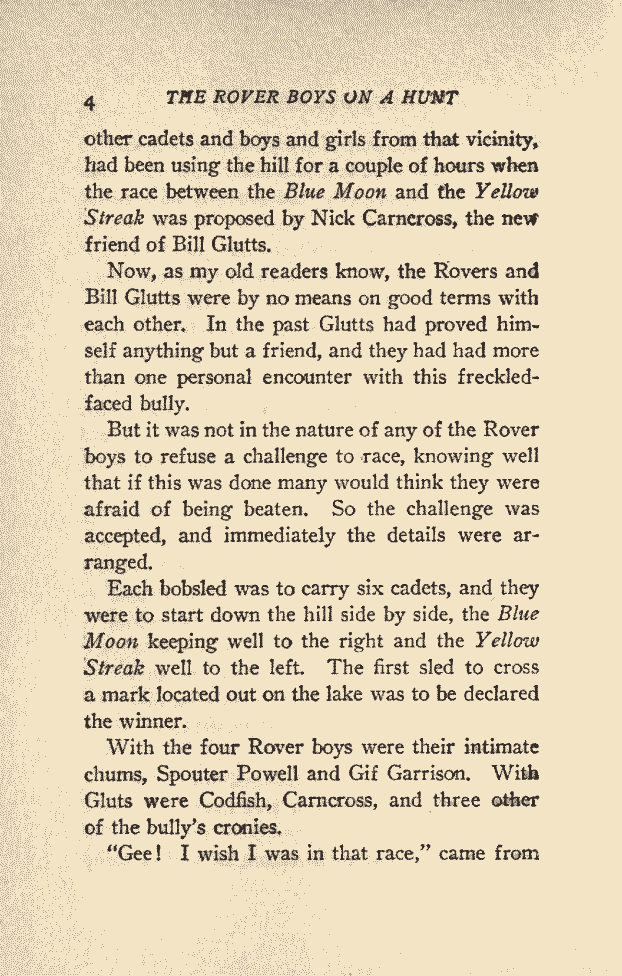 4 THE ROVER BOYS ON A HUNT
other cadets and boys and girls from that vicinity,
had been using the hill for a couple of hours when
the race between the Blue Moon and the Yellow
Streak was proposed by Nick Carncross, the new
friend of Bill Glutts.
Now, as my old readers know, the Rovers and
Bill Glutts were by no means on good terms with
each other. In the past Glutts had proved him-
self anything but a friend, and they had had more
than one personal encounter with this freckled-
faced bully.
But it was not in the nature of any of the Rover
boys to refuse a challenge to race, knowing well
that if this was done many would think they were
afraid of being beaten. So the challenge was
accepted, and immediately the details were ar-
ranged.
Each bobsled was to carry six cadets, and they
were to start down the hill side by side, the Blue
Moon keeping well to the right and the Yellow
Streak well to the left. The first sled to cross
a mark located out on the lake was to be declared
the winner.
With the four Rover boys were their intimate
chums, Spouter Powell and Gif Garrison. With
Gluts were Codfish, Carncross, and three other
of the bully's cronies.
"Gee! I wish I was in that race," came from